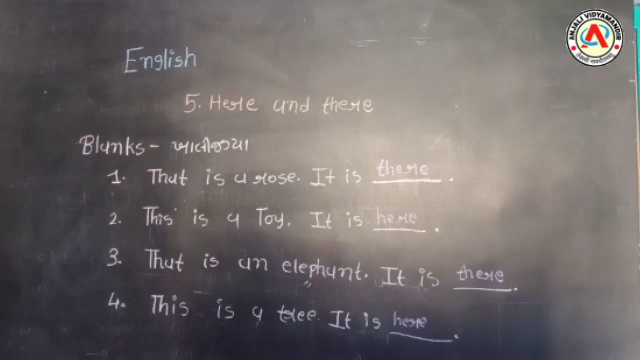 ANJALI VIDYAMANDIR
English
5. Here and there
Blanks - ખાલીજગ્યા
1. That is a rose. It is there.
2. This is a Toy. It is here.
3. That is an elephant. It is there.
4. This is a tree. It is here.